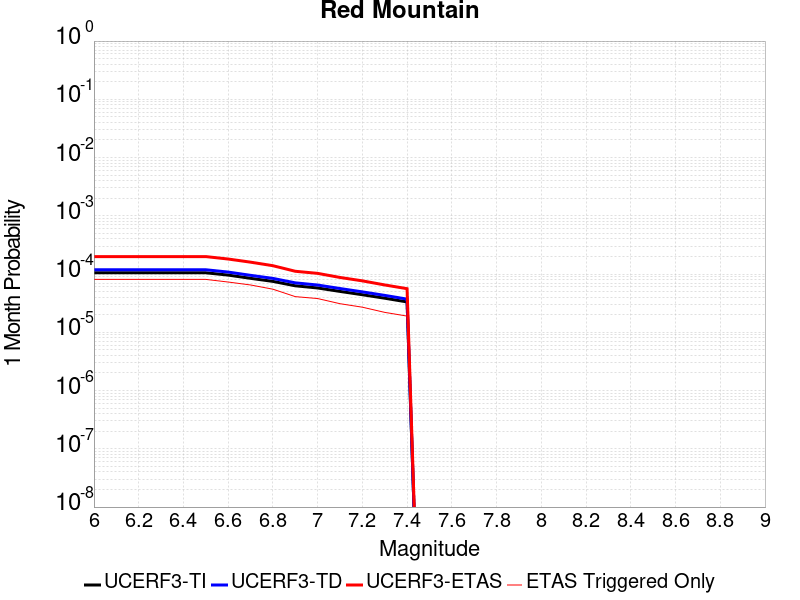 Red Mountain
10^0
10^-1
10^-2
10^-3
10^-4
10^-5
10^-6
10^-7
10^-8
1 Month Probability
6 6.2 6.4 6.6 6.8 7 7.2 7.4 7.6 7.8 8 8.2 8.4 8.6 8.8 9
Magnitude
UCERF3-TI UCERF3-TD UCERF3-ETAS ETAS Triggered Only